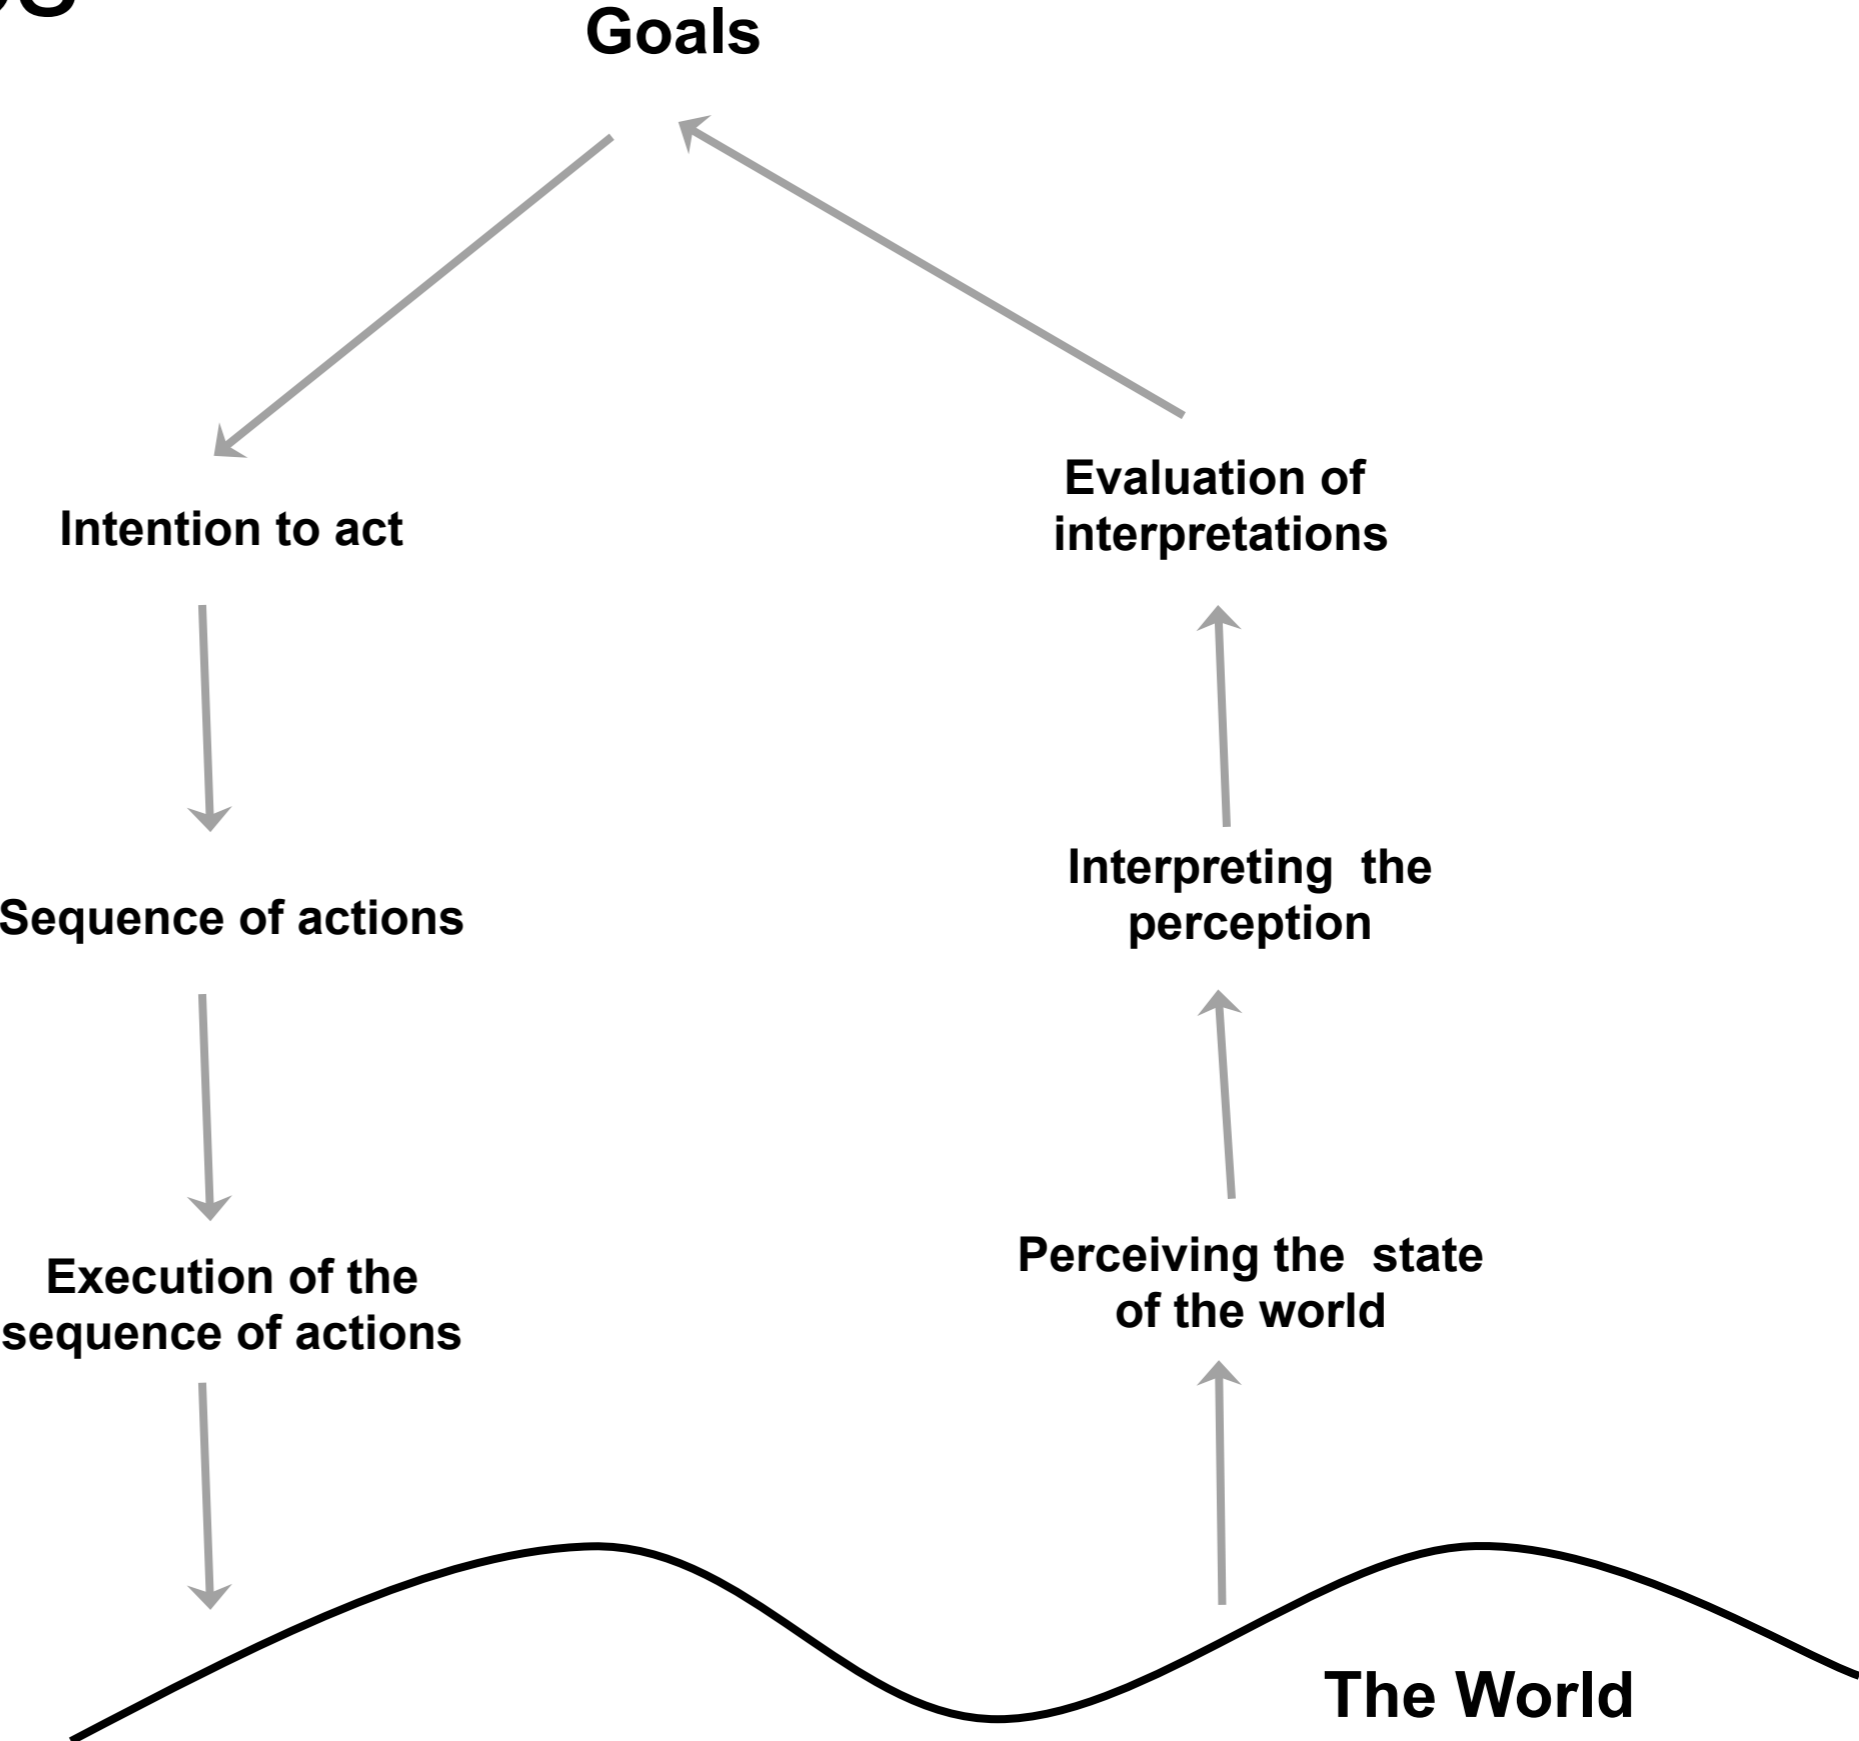 Goals
Intention to act
Evaluation of
interpretations
Sequence of actions
Interpreting the
perception
Execution of the
sequence of actions
Perceiving the state
of the world
The World